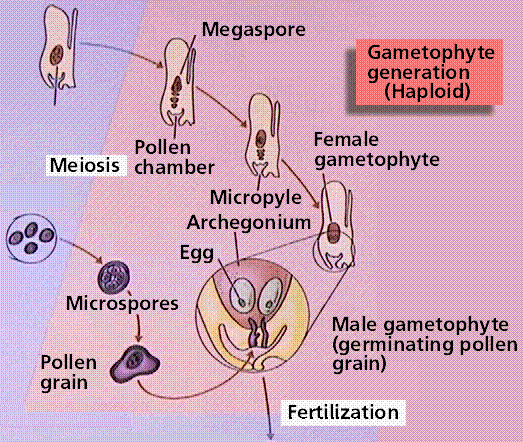 Megaspore
Gametophyte
generation
(Haploid)
Pollen
chamber
Meiosis
Female
gametophyte
Micropyle
Archegonium
Egg
Microspores
Male gametophyte
(germinating pollen
grain)
Pollen
grain
Fertilization